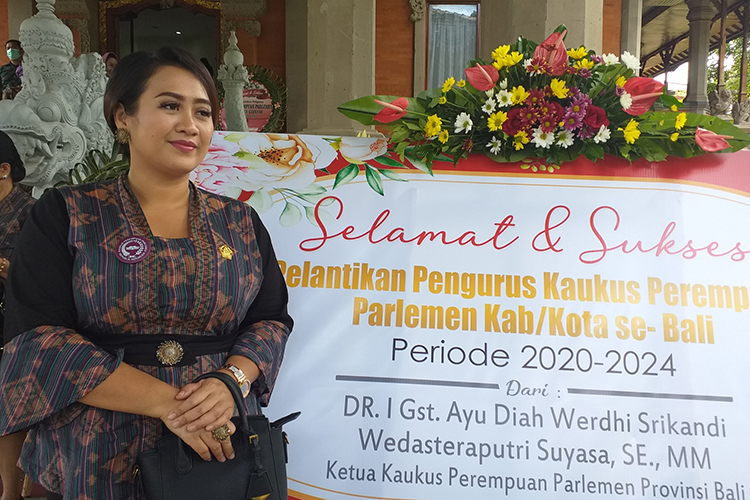 Selamat & Sukses
Pelantikan Pengurus Kaukus Peremp
Parlemen Kab/Kota se- Bali
Periode 2020-2024
Dari :
DR. I Gst. Ayu Diah Werdhi Srikandi
Wedasteraputri Suyasa, SE., MM
Ketua Kaukus Perempuan Parlemen Provinsi Bali